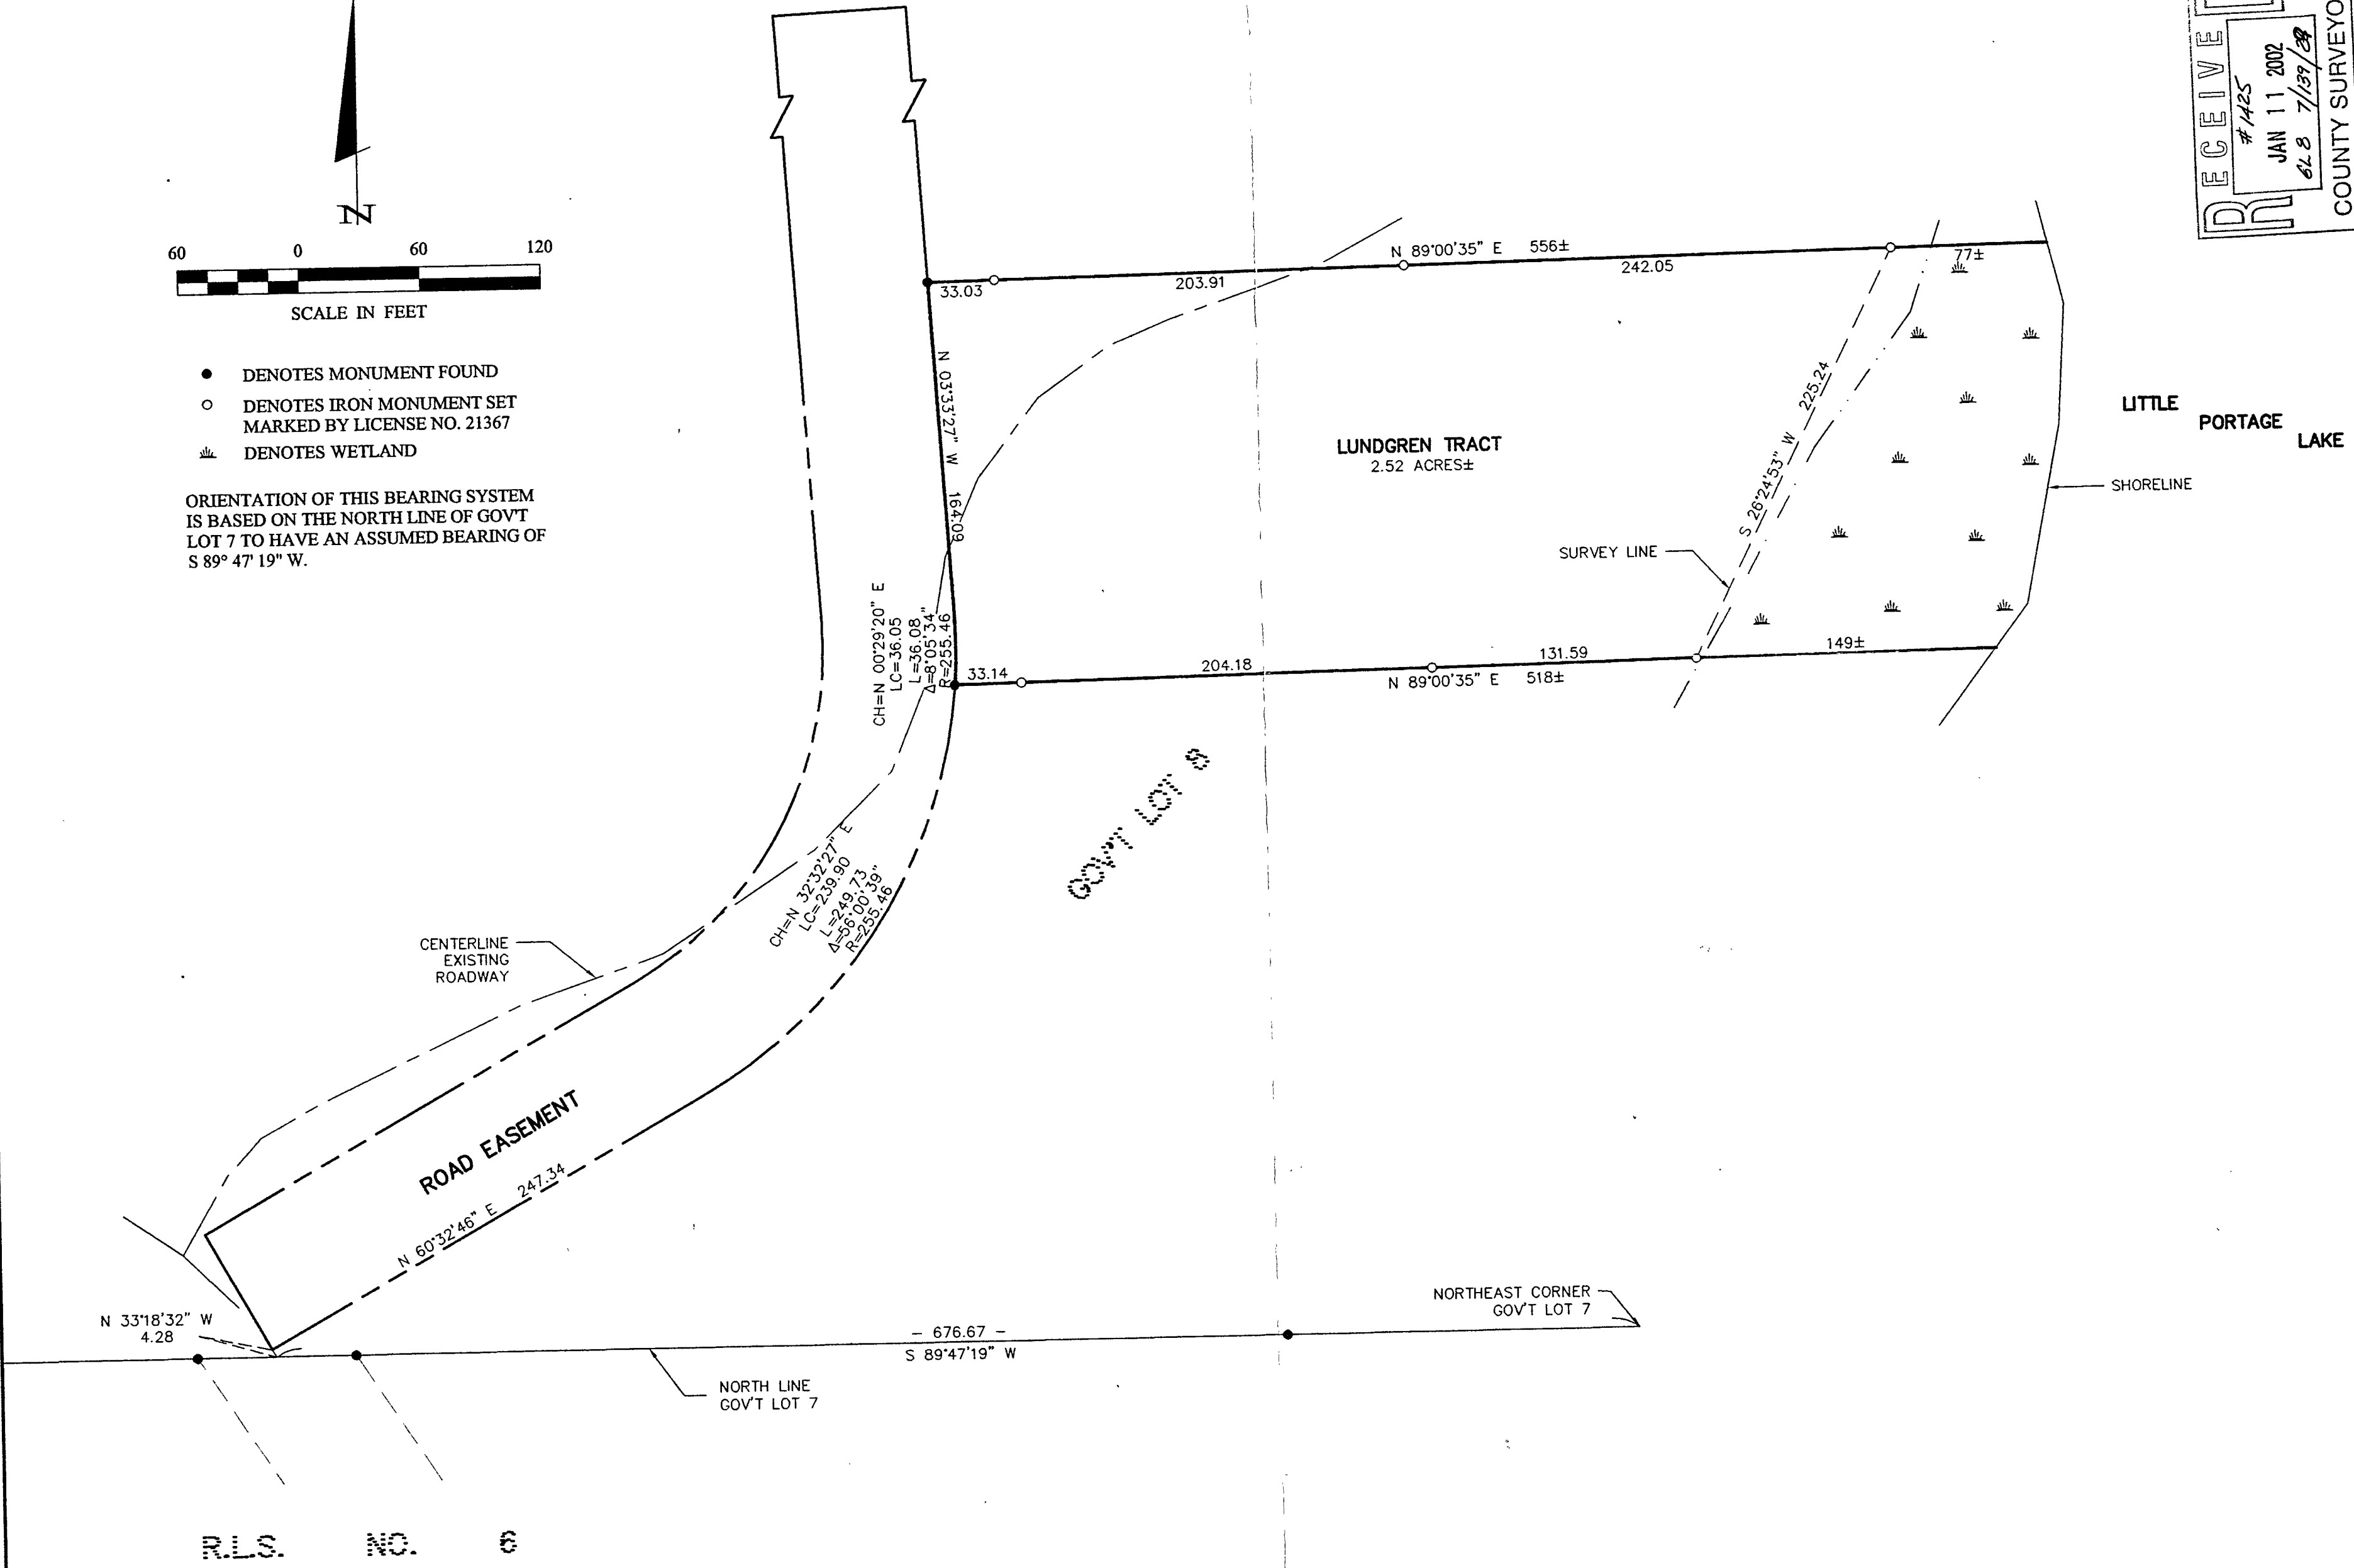 N
60 0 60 120
SCALE IN FEET
● DENOTES MONUMENT FOUND
○ DENOTES IRON MONUMENT SET
MARKED BY LICENSE NO. 21367
DENOTES WETLAND
ORIENTATION OF THIS BEARING SYSTEM
IS BASED ON THE NORTH LINE OF GOVT
LOT 7 TO HAVE AN ASSUMED BEARING OF
S 89° 47' 19" W.
RECEIVE
#1425
JAN 11 2002
GL 8 7/139/29
COUNTY SURVEYO
N 89°00'35" E 556±
33.03
203.91
242.05
77±
N 03°33'27" W 164.09
LUNDGREN TRACT
2.52 ACRES±
S 26°24'53" W 225.24
SURVEY LINE
LITTLE
PORTAGE
LAKE
SHORELINE
CH=N 00°29'20" E
LC=36.05
L=36.08
Δ=8°05'34"
R=255.46
33.14
204.18
131.59
149±
N 89°00'35" E 518±
GOV'T LOT 8
CH=N 32°32'27" E
LC=239.90
L=249.73
Δ=56°00'39"
R=255.46
CENTERLINE
EXISTING
ROADWAY
ROAD EASEMENT
N 60°32'46" E 247.34
N 33°18'32" W
4.28
NORTHEAST CORNER
GOV'T LOT 7
- 676.67 -
S 89°47'19" W
NORTH LINE
GOV'T LOT 7
R.L.S. NO. 6